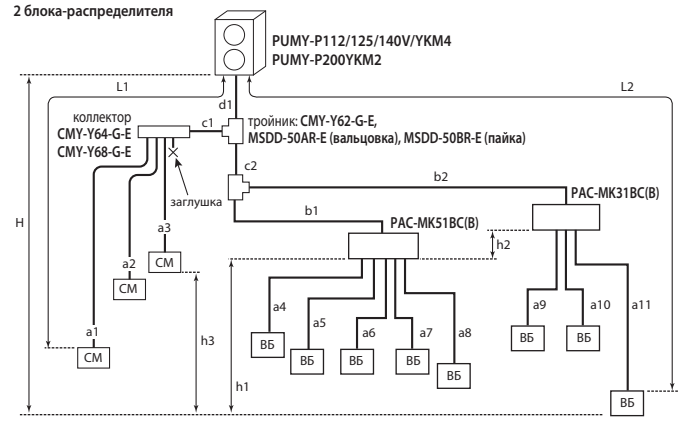 2 блока-распределителя
PUMY-P112/125/140V/YKM4
PUMY-P200YKM2
L1
L2
d1
коллектор
CMY-Y64-G-E
CMY-Y68-G-E
c1
тройник: CMY-Y62-G-E,
MSDD-50AR-E (вальцовка), MSDD-50BR-E (пайка)
c2
b2
заглушка
PAC-MK31BC(B)
H
b1
PAC-MK51BC(B)
a3
h2
a2
СМ
СМ
a1
СМ
h3
h1
a4
a5
a6
a7
a8
a9
a10
a11
ВБ
ВБ
ВБ
ВБ
ВБ
ВБ
ВБ
ВБ